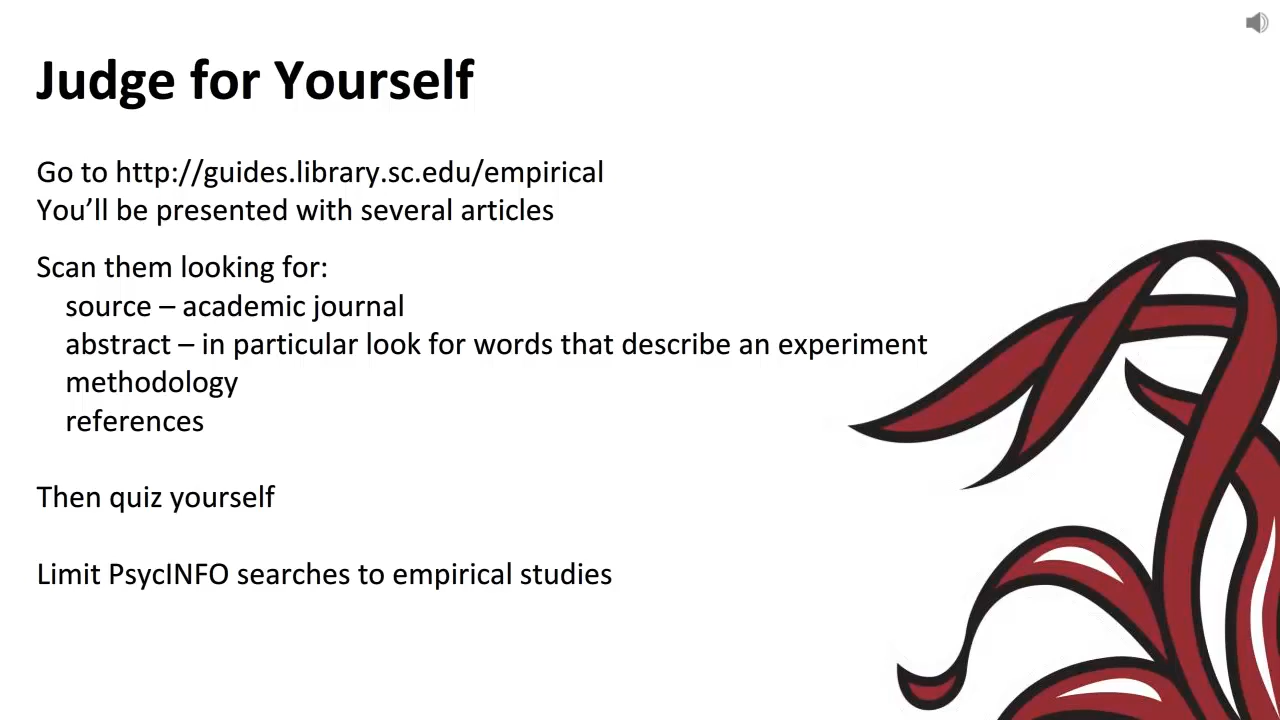 Judge for Yourself
Go to http://guides.library.sc.edu/empirical
You’ll be presented with several articles
Scan them looking for:
source – academic journal
abstract – in particular look for words that describe an experiment
methodology
references
Then quiz yourself
Limit PsycINFO searches to empirical studies